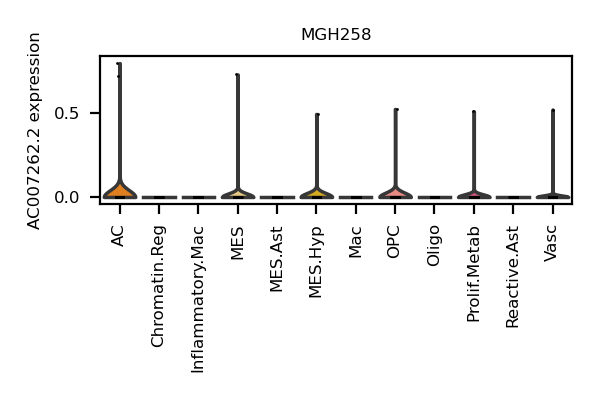 MGH258
AC007262.2 expression
0.5
0.0
AC
Chromatin.Reg
Inflammatory.Mac
MES
MES.Ast
MES.Hyp
Mac
OPC
Oligo
Prolif.Metab
Reactive.Ast
Vasc